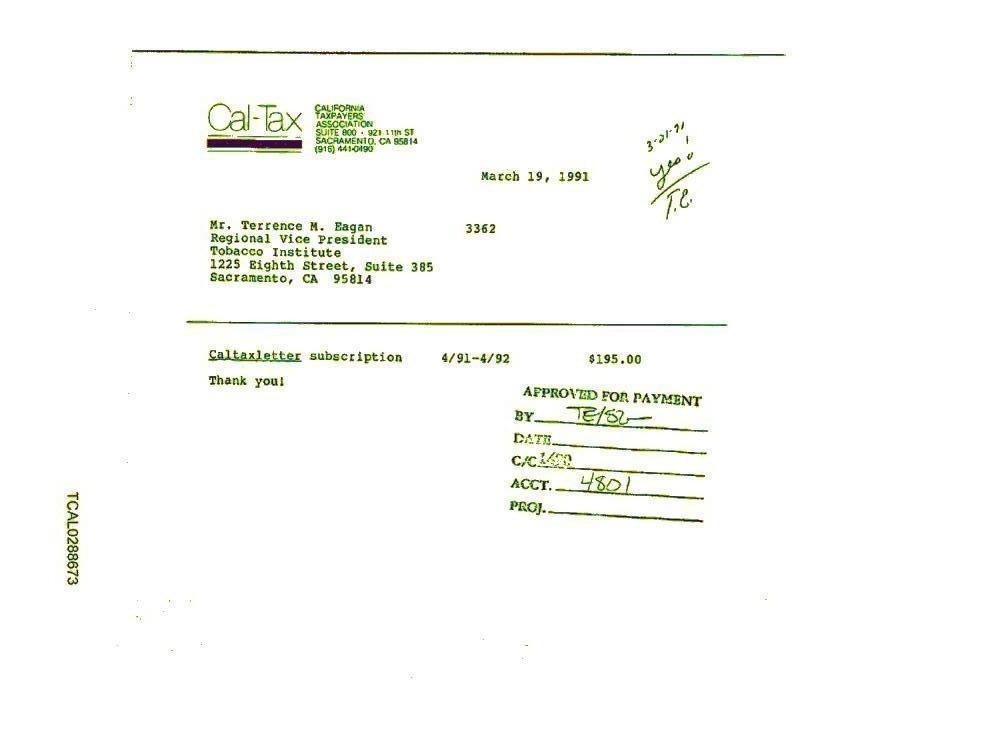 Cal-Tax
CALIFORNIA
TAXPAYERS
ASSOCIATION
SUITE 800 • 921 11th ST
SACRAMENTO, CA 95814
(916) 441-0490
3-21-91
March 19, 1991
yes
T.E.
Mr. Terrence M. Eagan 3362
Regional Vice President
Tobacco Institute
1225 Eighth Street, Suite 385
Sacramento, CA 95814
Caltaxletter subscription 4/91-4/92 $195.00
Thank you!
APPROVED FOR PAYMENT
BY TE/
DATE
C/C
ACCT. 4801
PROJ.
TCAL0288673